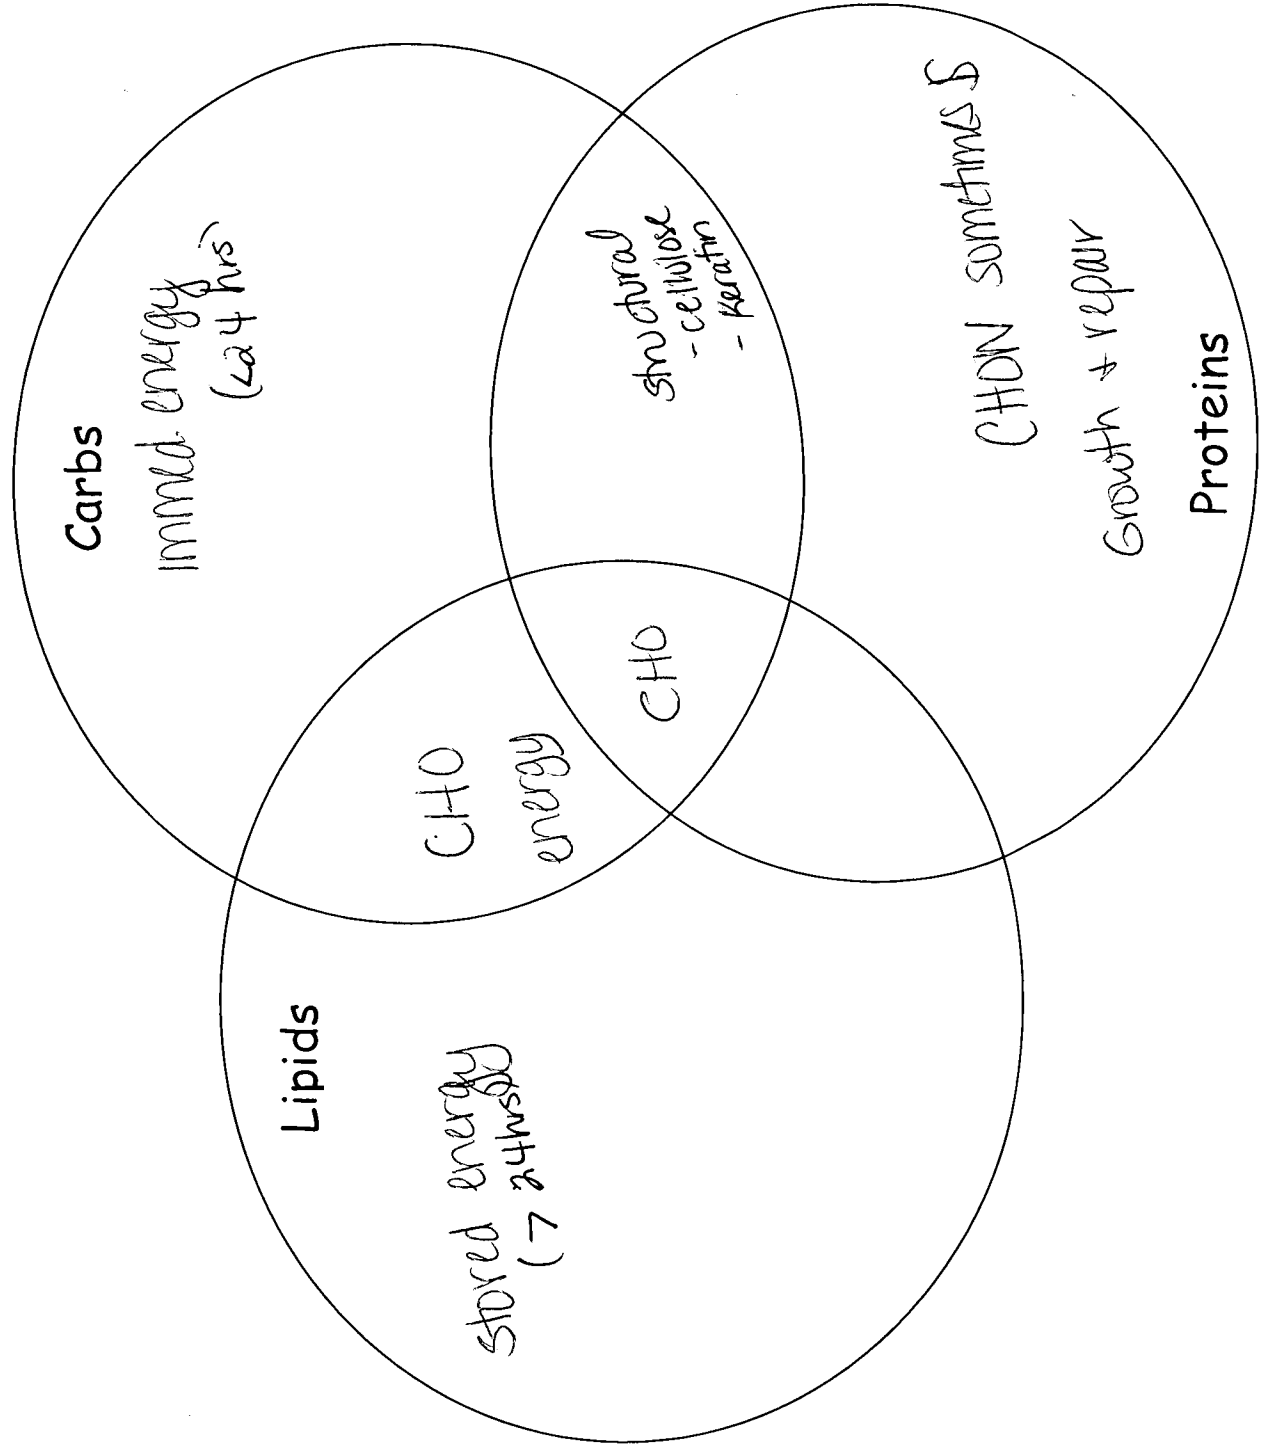 Lipids
stored energy
(> 24hrs)
CHO
energy
Carbs
immed. energy
(<24 hrs)
CHO
structural
- cellulose
- Keratin
CHON sometimes S
Growth + repair
Proteins